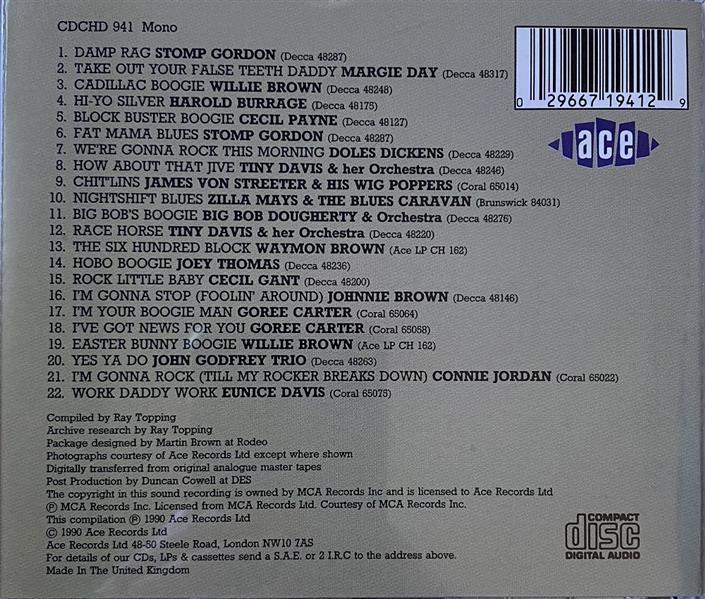 CDCHD 941 Mono
1. DAMP RAG STOMP GORDON (Decca 48287)
2. TAKE OUT YOUR FALSE TEETH DADDY MARGIE DAY (Decca 48317)
3. CADILLAC BOOGIE WILLIE BROWN (Decca 48248)
4. HI-YO SILVER HAROLD BURRAGE (Decca 48175)
5. BLOCK BUSTER BOOGIE CECIL PAYNE (Decca 48127)
6. FAT MAMA BLUES STOMP GORDON (Decca 48287)
7. WE'RE GONNA ROCK THIS MORNING DOLES DICKENS (Decca 48229)
8. HOW ABOUT THAT JIVE TINY DAVIS & her Orchestra (Decca 48246)
9. CHIT'LINS JAMES VON STREETER & HIS WIG POPPERS (Coral 65014)
10. NIGHTSHIFT BLUES ZILLA MAYS & THE BLUES CARAVAN (Brunswick 84031)
11. BIG BOB'S BOOGIE BIG BOB DOUGHERTY & Orchestra (Decca 48276)
12. RACE HORSE TINY DAVIS & her Orchestra (Decca 48220)
13. THE SIX HUNDRED BLOCK WAYMON BROWN (Ace LP CH 162)
14. HOBO BOOGIE JOEY THOMAS (Decca 48236)
15. ROCK LITTLE BABY CECIL GANT (Decca 48200)
16. I'M GONNA STOP (FOOLIN' AROUND) JOHNNIE BROWN (Decca 48146)
17. I'M YOUR BOOGIE MAN GOREE CARTER (Coral 65064)
18. I'VE GOT NEWS FOR YOU GOREE CARTER (Coral 65058)
19. EASTER BUNNY BOOGIE WILLIE BROWN (Ace LP CH 162)
20. YES YA DO JOHN GODFREY TRIO (Decca 48263)
21. I'M GONNA ROCK (TILL MY ROCKER BREAKS DOWN) CONNIE JORDAN (Coral 65022)
22. WORK DADDY WORK EUNICE DAVIS (Coral 65075)
0 29667 19412 9
ace
Compiled by Ray Topping
Archive research by Ray Topping
Package designed by Martin Brown at Rodeo
Photographs courtesy of Ace Records Ltd except where shown
Digitally transferred from original analogue master tapes
Post Production by Duncan Cowell at DES
The copyright in this sound recording is owned by MCA Records Inc and is licensed to Ace Records Ltd
℗ MCA Records Inc. Licensed from MCA Records Ltd. Courtesy of MCA Records Inc.
This compilation ℗ 1990 Ace Records Ltd
© 1990 Ace Records Ltd
Ace Records Ltd 48-50 Steele Road, London NW10 7AS
For details of our CDs, LPs & cassettes send a S.A.E. or 2 I.R.C to the address above.
Made In The United Kingdom
COMPACT
disc
DIGITAL AUDIO